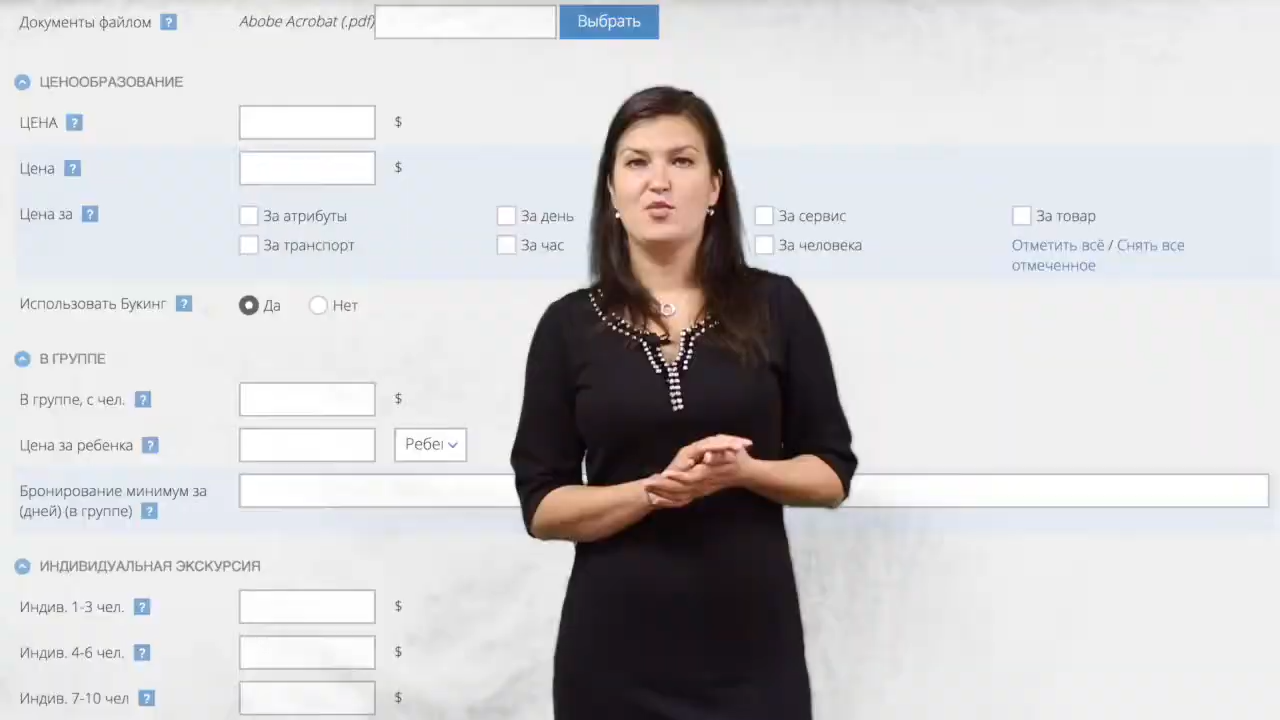 Документы файлом ? Abobe Acrobat (.pdf) Выбрать
ЦЕНООБРАЗОВАНИЕ
ЦЕНА ? $
Цена ? $
Цена за ? За атрибуты За день За сервис За товар
За транспорт За час За человека Отметить всё / Снять все
отмеченное
Использовать Букинг ? Да Нет
В ГРУППЕ
В группе, с чел. ? $
Цена за ребенка ? Ребе
Бронирование минимум за
(дней) (в группе) ?
ИНДИВИДУАЛЬНАЯ ЭКСКУРСИЯ
Индив. 1-3 чел. ? $
Индив. 4-6 чел. ? $
Индив. 7-10 чел ? $